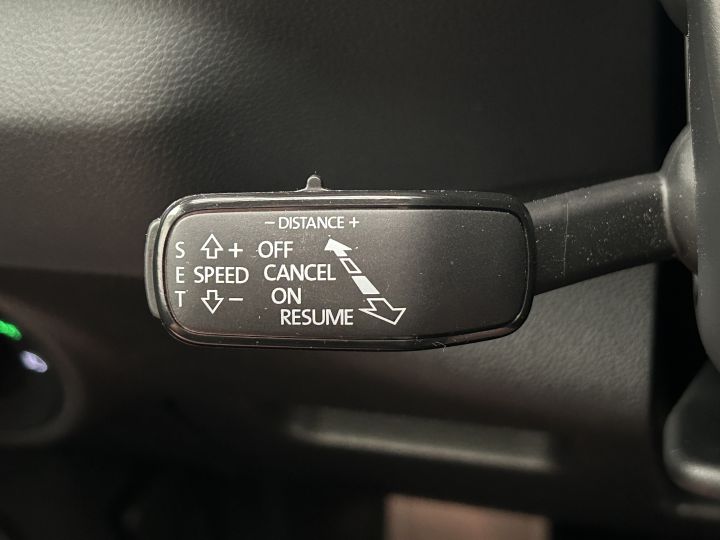 − DISTANCE +
S
E
T
+
SPEED
−
OFF
CANCEL
ON
RESUME